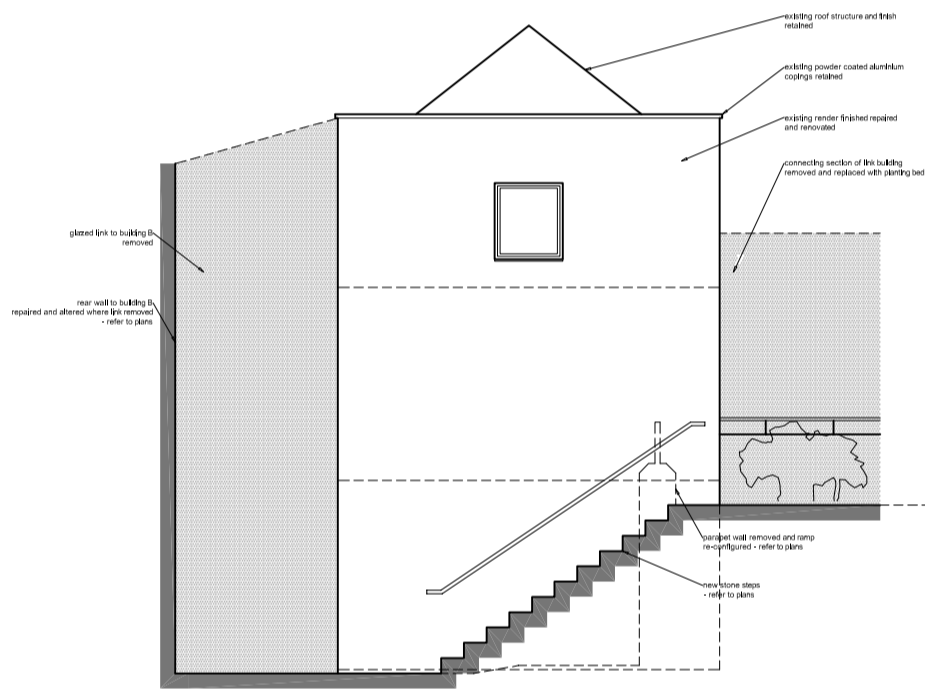 existing roof structure and finish
retained
existing powder coated aluminium
copings retained
existing render finished repaired
and renovated
connecting section of link building
removed and replaced with planting bed
glazed link to building B
removed
rear wall to building B
repaired and altered where link removed
- refer to plans
parapet wall removed and ramp
re-configured - refer to plans
new stone steps
- refer to plans